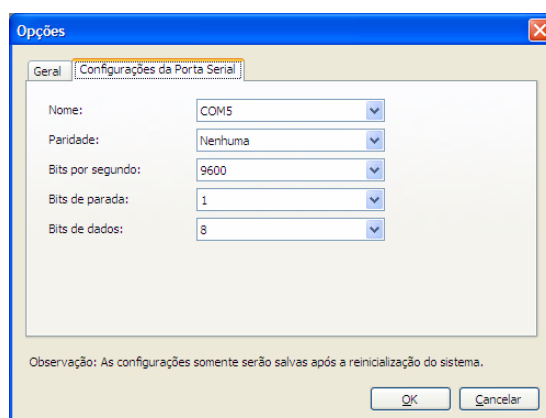 Opções
Geral
Configurações da Porta Serial
Nome: COM5
Paridade: Nenhuma
Bits por segundo: 9600
Bits de parada: 1
Bits de dados: 8
Observação: As configurações somente serão salvas após a reinicialização do sistema.
OK Cancelar